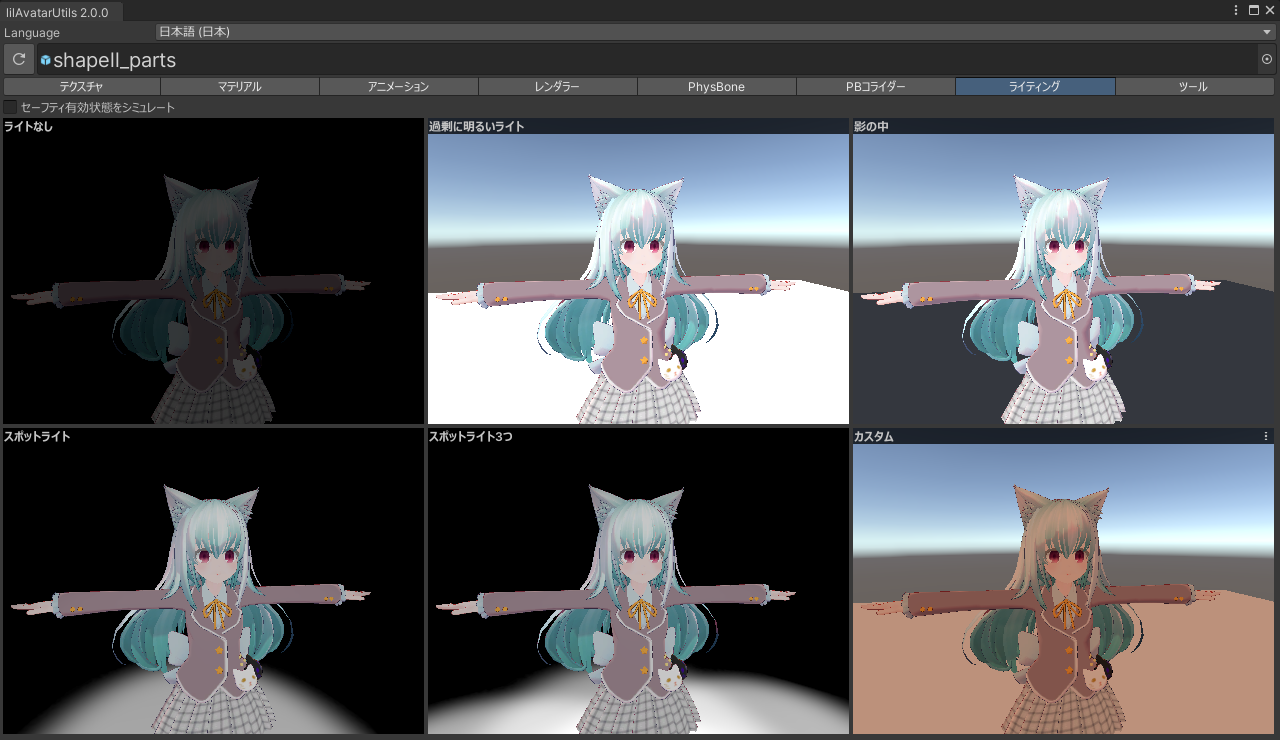 lilAvatarUtils 2.0.0
Language 日本語 (日本)
shapell_parts
テクスチャ マテリアル アニメーション レンダラー PhysBone PBコライダー ライティング ツール
セーフティ有効状態をシミュレート
ライトなし 過剰に明るいライト 影の中
スポットライト スポットライト3つ カスタム